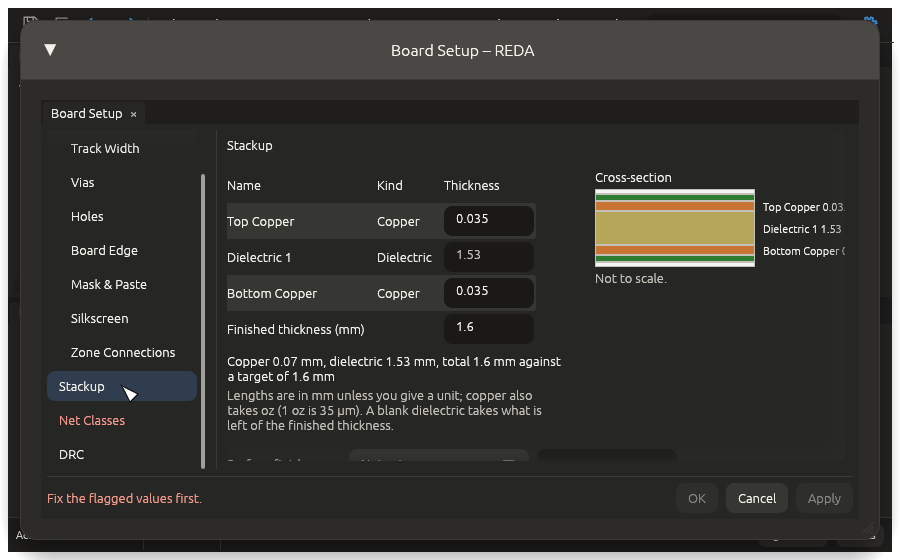 Board Setup – REDA
Board Setup ×
Track Width
Vias
Holes
Board Edge
Mask & Paste
Silkscreen
Zone Connections
Stackup
Net Classes
DRC
Stackup
Name Kind Thickness
Top Copper Copper 0.035
Dielectric 1 Dielectric 1.53
Bottom Copper Copper 0.035
Finished thickness (mm) 1.6
Copper 0.07 mm, dielectric 1.53 mm, total 1.6 mm against
a target of 1.6 mm
Lengths are in mm unless you give a unit; copper also
takes oz (1 oz is 35 µm). A blank dielectric takes what is
left of the finished thickness.
Cross-section
Top Copper 0.03
Dielectric 1 1.53
Bottom Copper
Not to scale.
Fix the flagged values first.
OK Cancel Apply